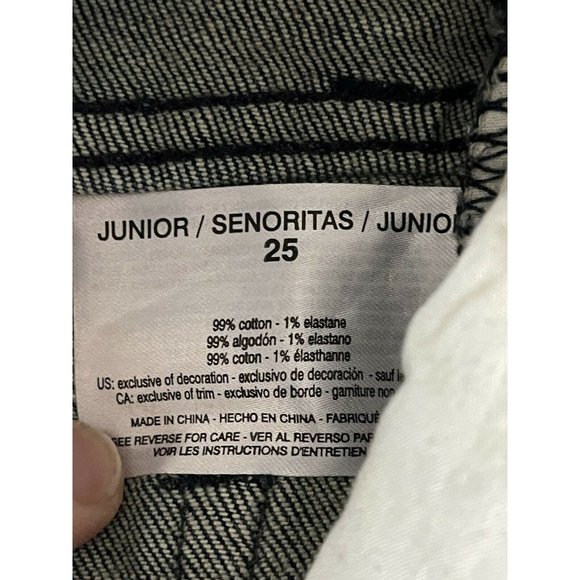 JUNIOR / SENORITAS / JUNIO
25
99% cotton - 1% elastane
99% algodón - 1% elastano
99% coton - 1% élasthanne
US: exclusive of decoration - exclusivo de decoración - sauf
CA: exclusive of trim - exclusivo de borde - garniture non
MADE IN CHINA - HECHO EN CHINA - FABRIQUÉ
SEE REVERSE FOR CARE - VER AL REVERSO PA
VOIR LES INSTRUCTIONS D'ENTRETIEN